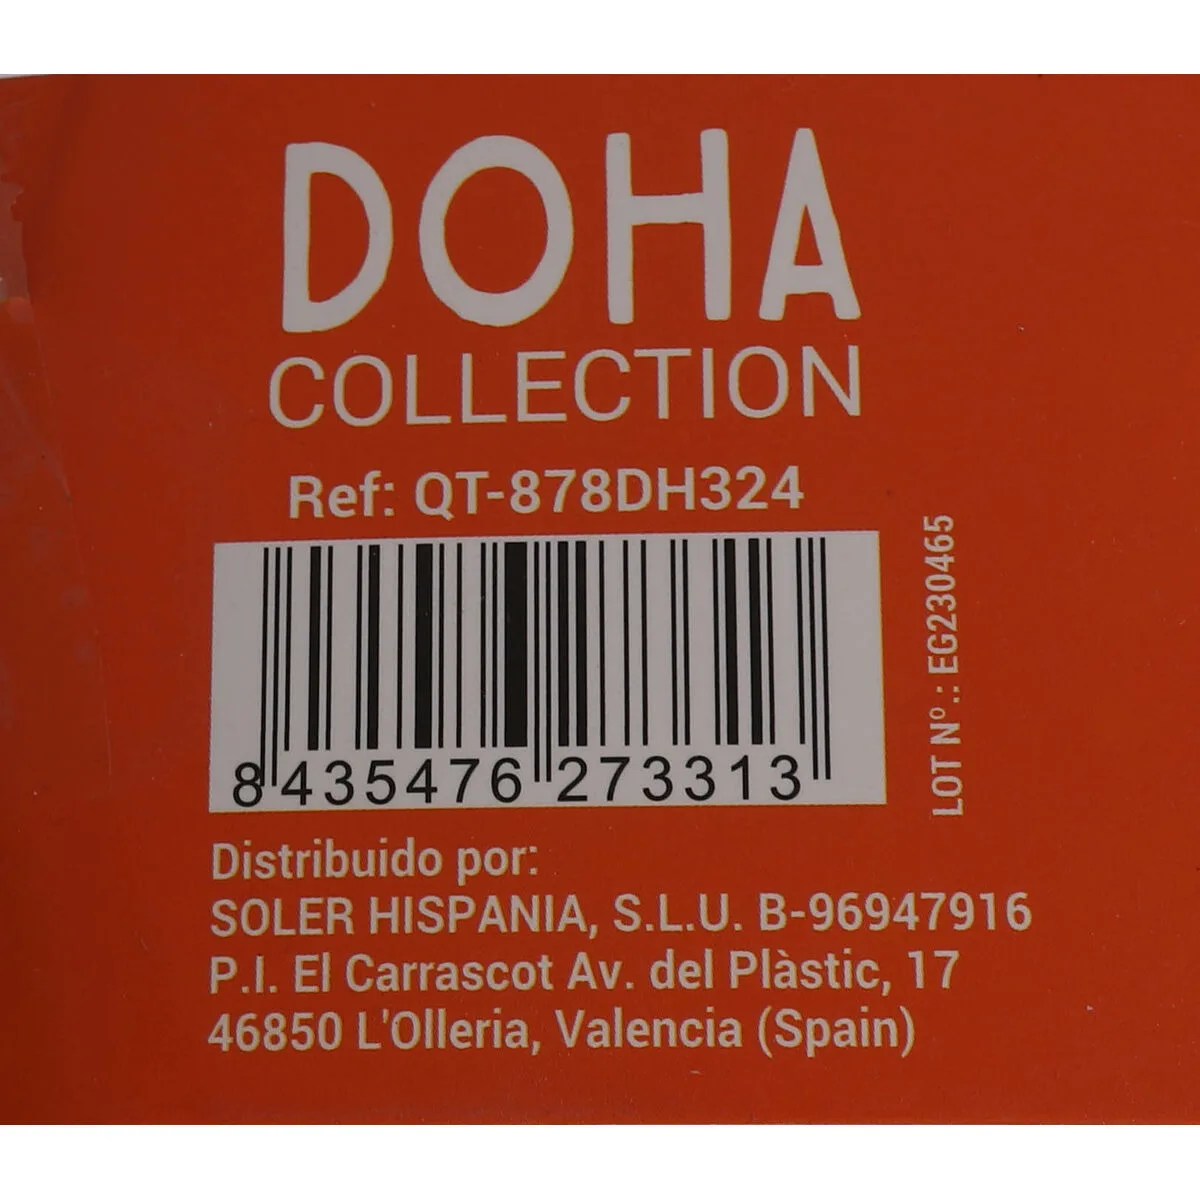 DOHA
COLLECTION
Ref: QT-878DH324
8 435476 273313
LOT Nº.: EG230465
Distribuido por:
SOLER HISPANIA, S.L.U. B-96947916
P.I. El Carrascot Av. del Plàstic, 17
46850 L'Olleria, Valencia (Spain)